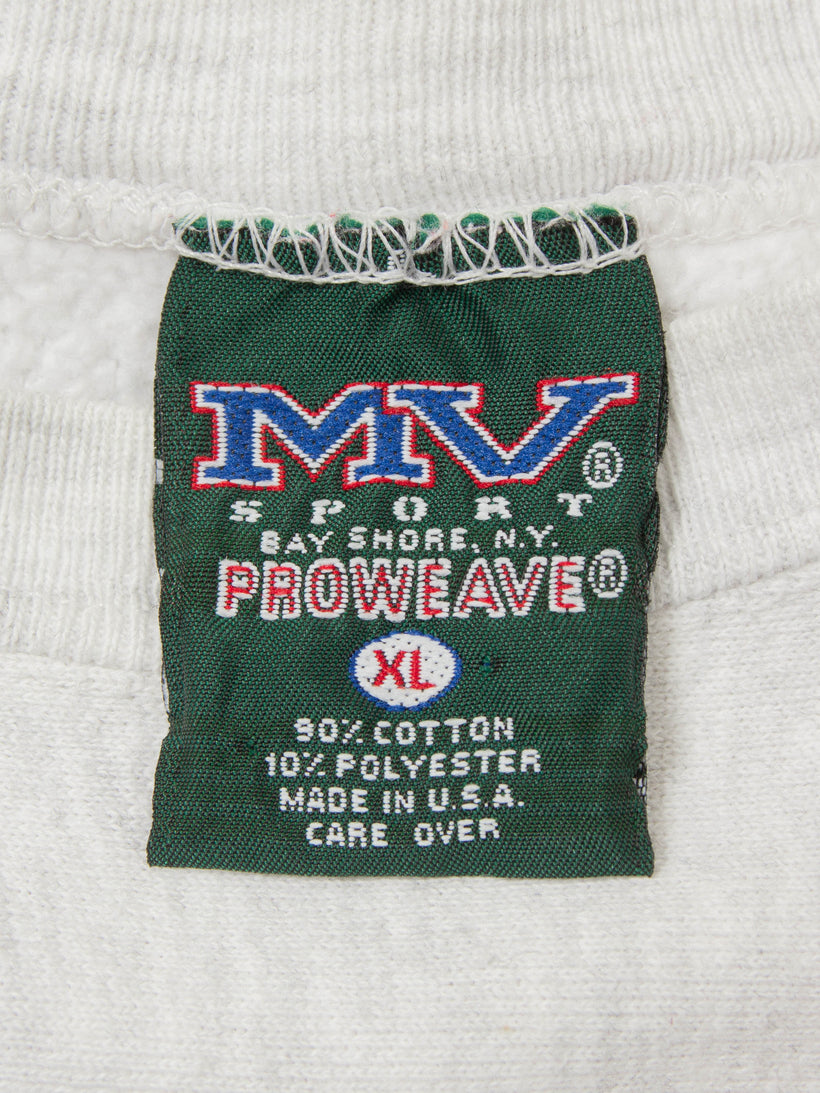 MV®
SPORT
BAY SHORE, N.Y.
PROWEAVE®
XL
90% COTTON
10% POLYESTER
MADE IN U.S.A.
CARE OVER